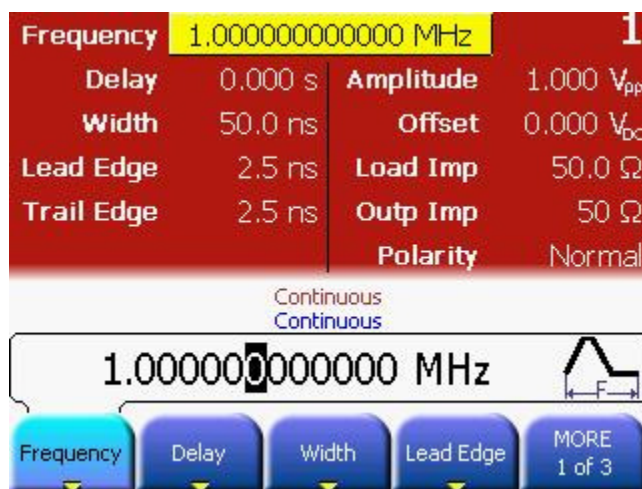 Frequency 1.000000000000 MHz 1
Delay 0.000 s Amplitude 1.000 Vpp
Width 50.0 ns Offset 0.000 VDC
Lead Edge 2.5 ns Load Imp 50.0 Ω
Trail Edge 2.5 ns Outp Imp 50 Ω
Polarity Normal
Continuous
Continuous
1.000000000000 MHz
F
Frequency Delay Width Lead Edge MORE
1 of 3